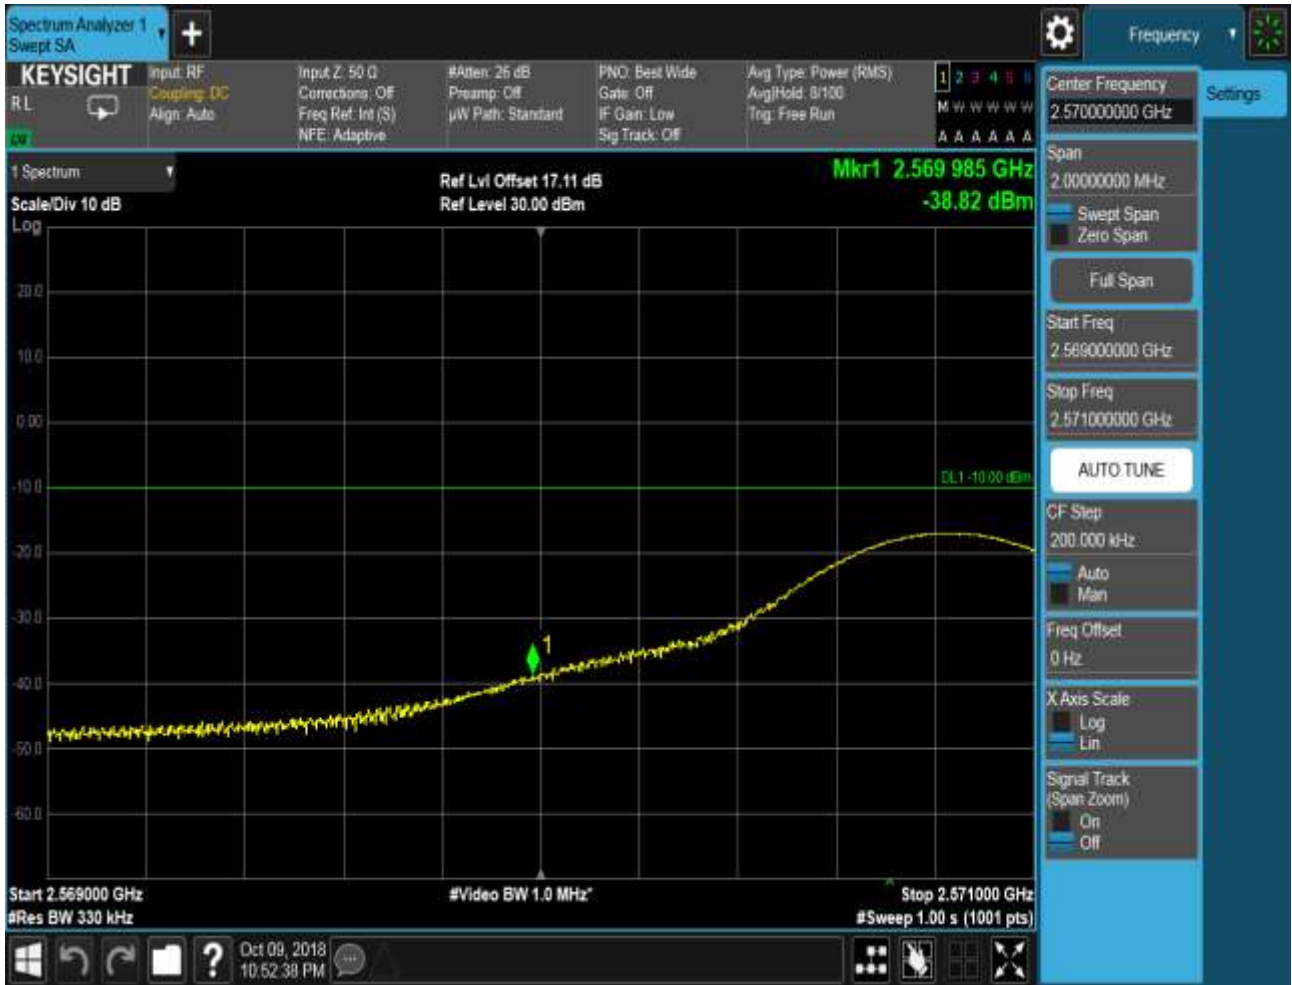 Spectrum Analyzer 1
Swept SA
+
Frequency
KEYSIGHT
R L
LW
Input: RF
Coupling: DC
Align: Auto
Input Z: 50 Ω
Corrections: Off
Freq Ref: Int (S)
NFE: Adaptive
#Atten: 26 dB
Preamp: Off
µW Path: Standard
PNO: Best Wide
Gate: Off
IF Gain: Low
Sig Track: Off
Avg Type: Power (RMS)
Avg|Hold: 8/100
Trig: Free Run
1 2 3 4 5 6
M W W W W W
A A A A A A
1 Spectrum
Scale/Div 10 dB
Log
Ref Lvl Offset 17.11 dB
Ref Level 30.00 dBm
Mkr1 2.569 985 GHz
-38.82 dBm
20.0
10.0
0.00
-10.0
-20.0
-30.0
-40.0
-50.0
-60.0
DL1 -10.00 dBm
1
Start 2.569000 GHz
#Res BW 330 kHz
#Video BW 1.0 MHz*
Stop 2.571000 GHz
#Sweep 1.00 s (1001 pts)
Center Frequency
2.570000000 GHz
Settings
Span
2.00000000 MHz
Swept Span
Zero Span
Full Span
Start Freq
2.569000000 GHz
Stop Freq
2.571000000 GHz
AUTO TUNE
CF Step
200.000 kHz
Auto
Man
Freq Offset
0 Hz
X Axis Scale
Log
Lin
Signal Track
(Span Zoom)
On
Off
?
Oct 09, 2018
10:52:38 PM